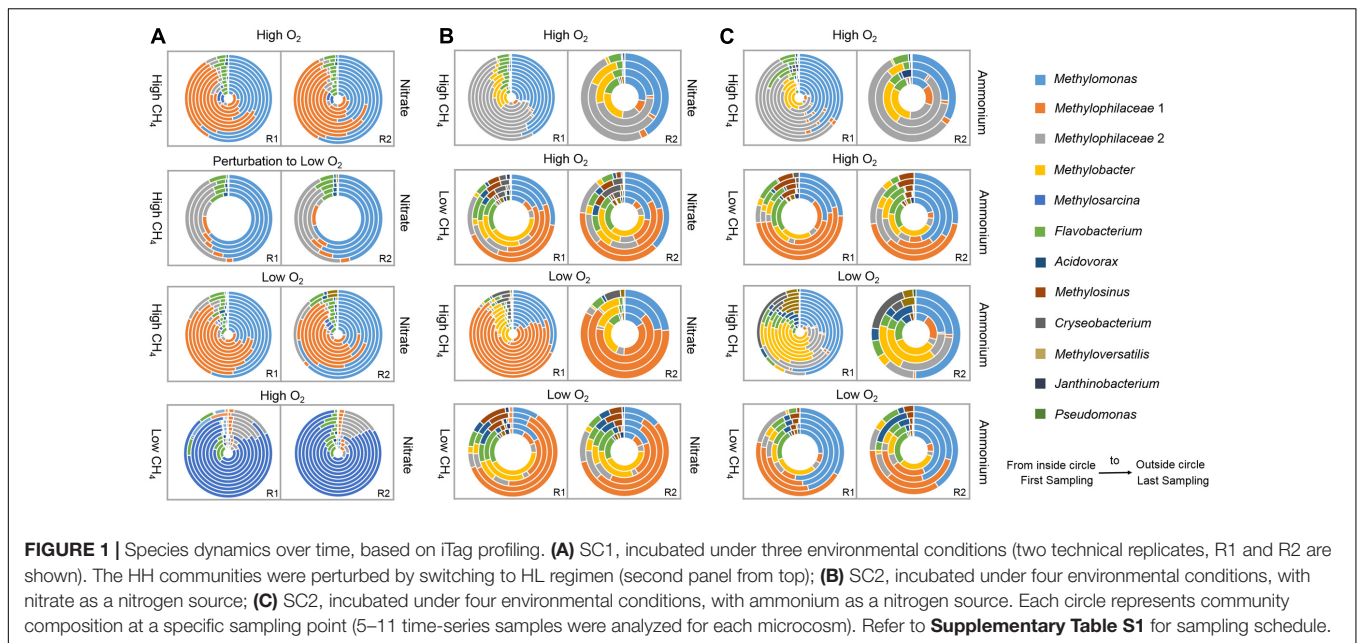 A
B
C
High O2
High O2
High O2
High CH4
R1
R2
Nitrate
High CH4
R1
R2
Nitrate
High CH4
R1
R2
Ammonium
Perturbation to Low O2
High O2
High O2
High CH4
R1
R2
Nitrate
Low CH4
R1
R2
Nitrate
Low CH4
R1
R2
Ammonium
Low O2
Low O2
Low O2
High CH4
R1
R2
Nitrate
High CH4
R1
R2
Nitrate
High CH4
R1
R2
Ammonium
High O2
Low O2
Low O2
Low CH4
R1
R2
Nitrate
Low CH4
R1
R2
Nitrate
Low CH4
R1
R2
Ammonium
Methylomonas
Methylophilaceae 1
Methylophilaceae 2
Methylobacter
Methylosarcina
Flavobacterium
Acidovorax
Methylosinus
Cryseobacterium
Methyloversatilis
Janthinobacterium
Pseudomonas
From inside circle to Outside circle
First Sampling Last Sampling
FIGURE 1 | Species dynamics over time, based on iTag profiling. (A) SC1, incubated under three environmental conditions (two technical replicates, R1 and R2 are
shown). The HH communities were perturbed by switching to HL regimen (second panel from top); (B) SC2, incubated under four environmental conditions, with
nitrate as a nitrogen source; (C) SC2, incubated under four environmental conditions, with ammonium as a nitrogen source. Each circle represents community
composition at a specific sampling point (5–11 time-series samples were analyzed for each microcosm). Refer to Supplementary Table S1 for sampling schedule.